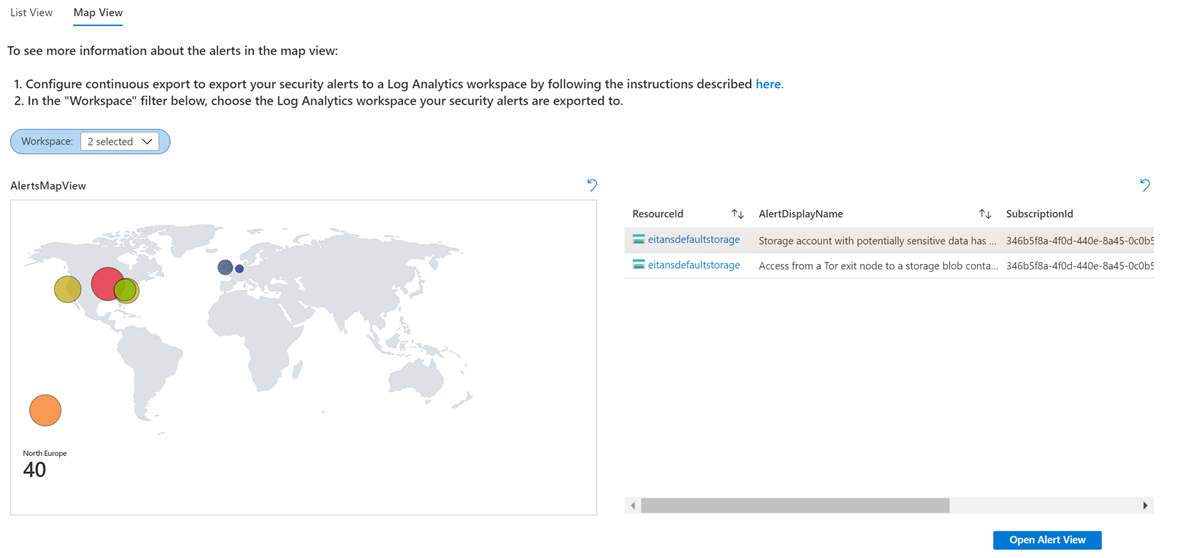 List View Map View
To see more information about the alerts in the map view:
1. Configure continuous export to export your security alerts to a Log Analytics workspace by following the instructions described here.
2. In the "Workspace" filter below, choose the Log Analytics workspace your security alerts are exported to.
Workspace: 2 selected
AlertsMapView
ResourceId AlertDisplayName SubscriptionId
eitansdefaultstorage Storage account with potentially sensitive data has ... 346b5f8a-4f0d-440e-8a45-0c0b5
eitansdefaultstorage Access from a Tor exit node to a storage blob conta... 346b5f8a-4f0d-440e-8a45-0c0b5
North Europe
40
Open Alert View